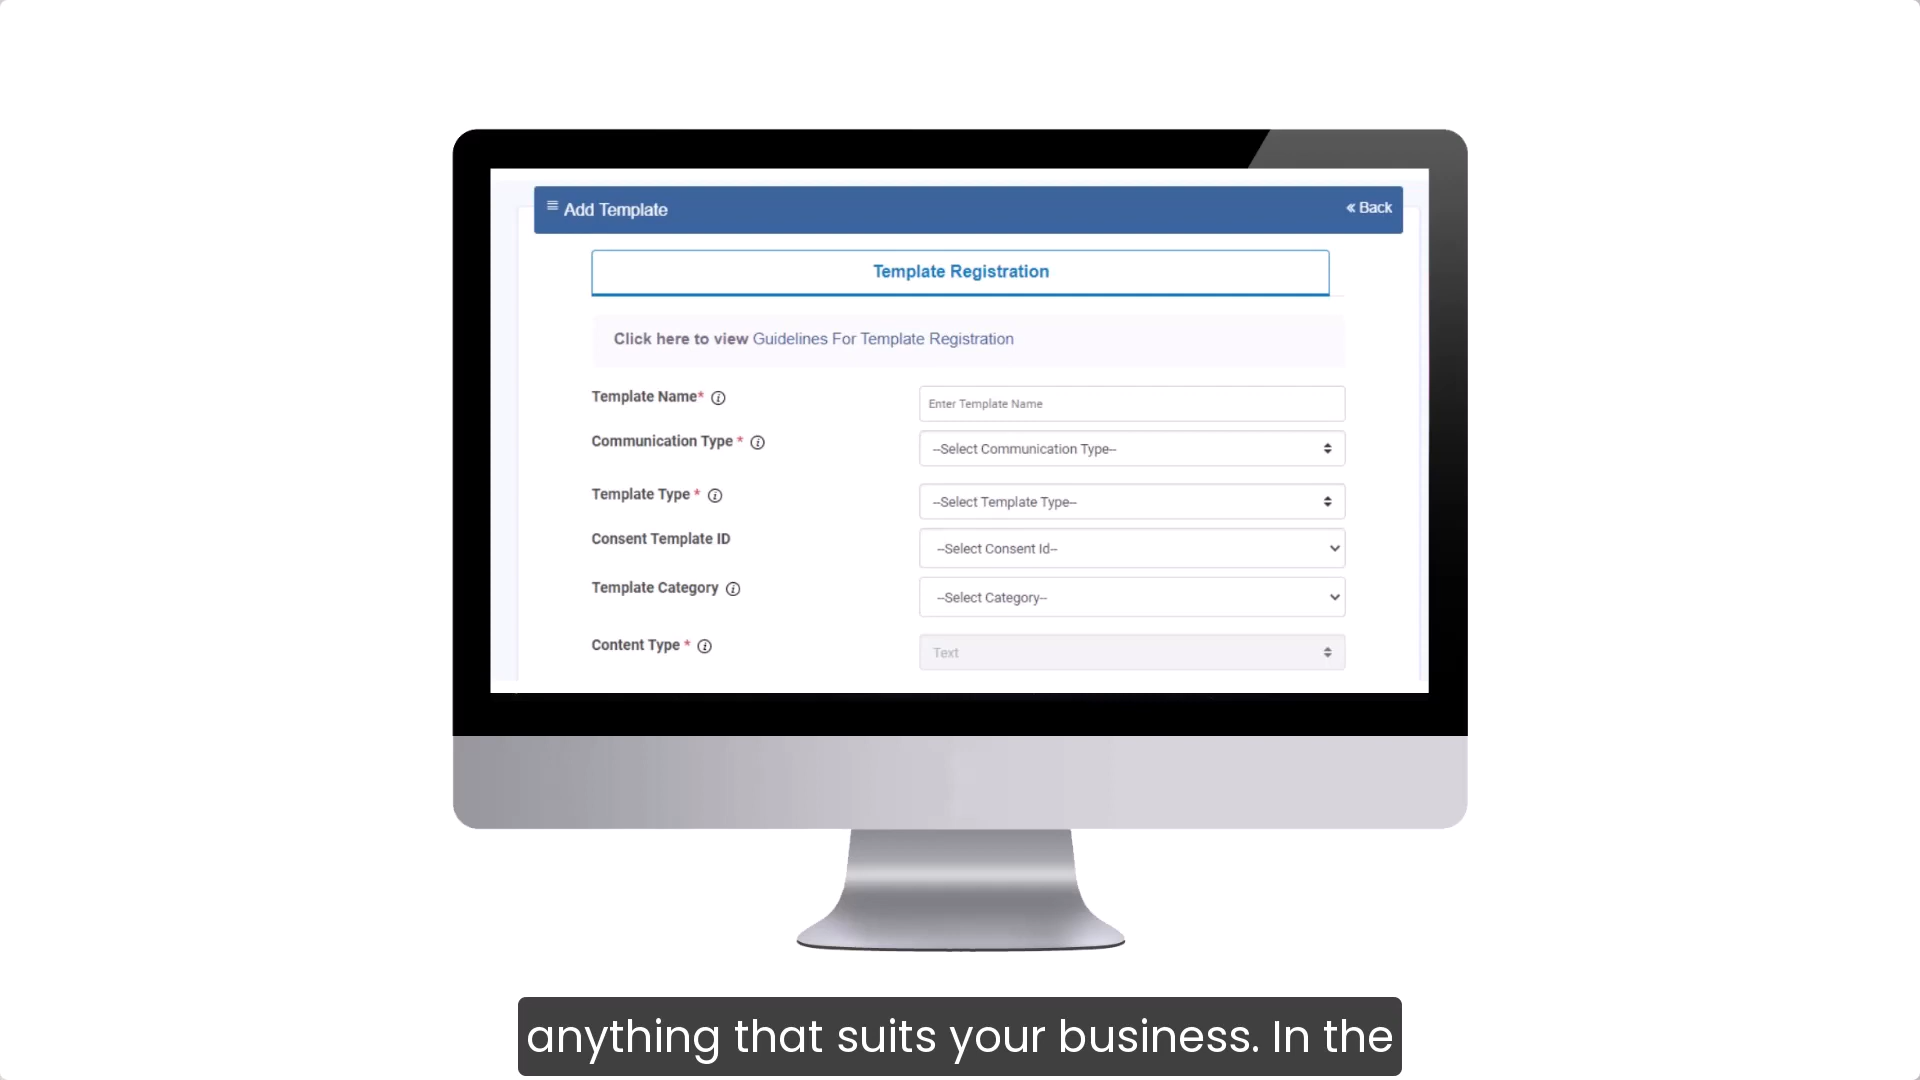 Add Template
« Back
Template Registration
Click here to view Guidelines For Template Registration
Template Name*
Enter Template Name
Communication Type *
--Select Communication Type--
Template Type *
--Select Template Type--
Consent Template ID
--Select Consent Id--
Template Category
--Select Category--
Content Type *
Text
anything that suits your business. In the